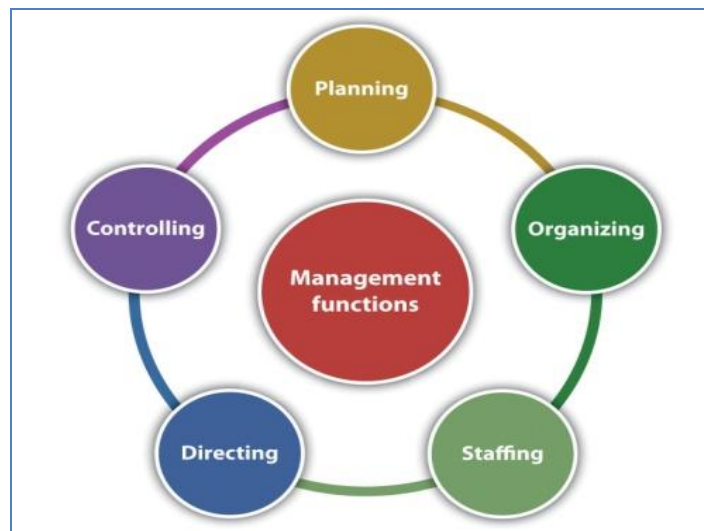 Planning
Organizing
Staffing
Directing
Controlling
Management
functions